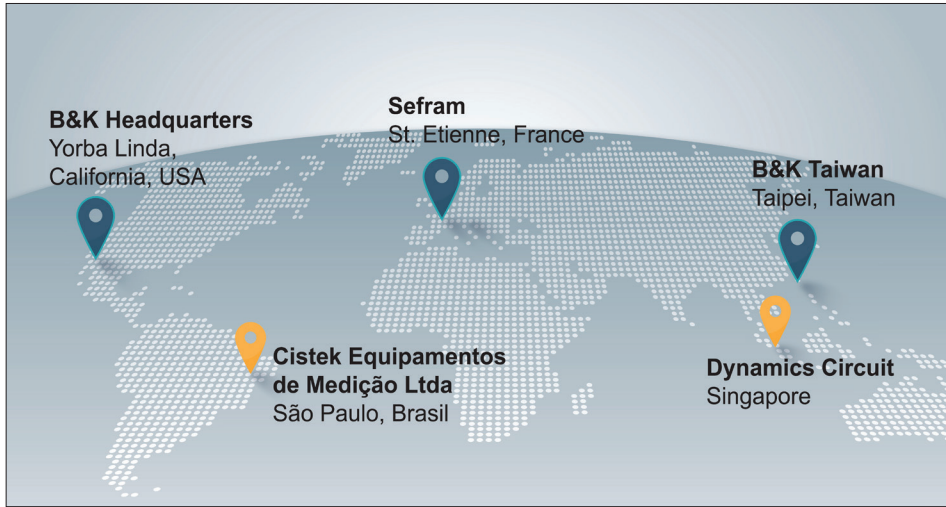 B&K Headquarters
Yorba Linda,
California, USA
Sefram
St. Etienne, France
B&K Taiwan
Taipei, Taiwan
Cistek Equipamentos
de Medição Ltda
São Paulo, Brasil
Dynamics Circuit
Singapore